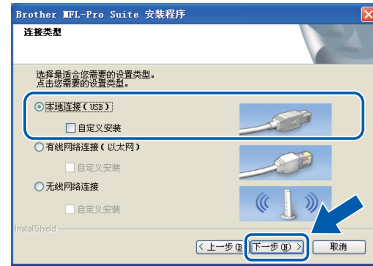 Brother MFL-Pro Suite 安装程序
连接类型
选择最适合您需要的设置类型。
点击您需要的设置类型。
本地连接(USB)
自定义安装
有线网络连接(以太网)
自定义安装
无线网络连接
自定义安装
InstallShield
< 上一步(B) 下一步(N) > 取消